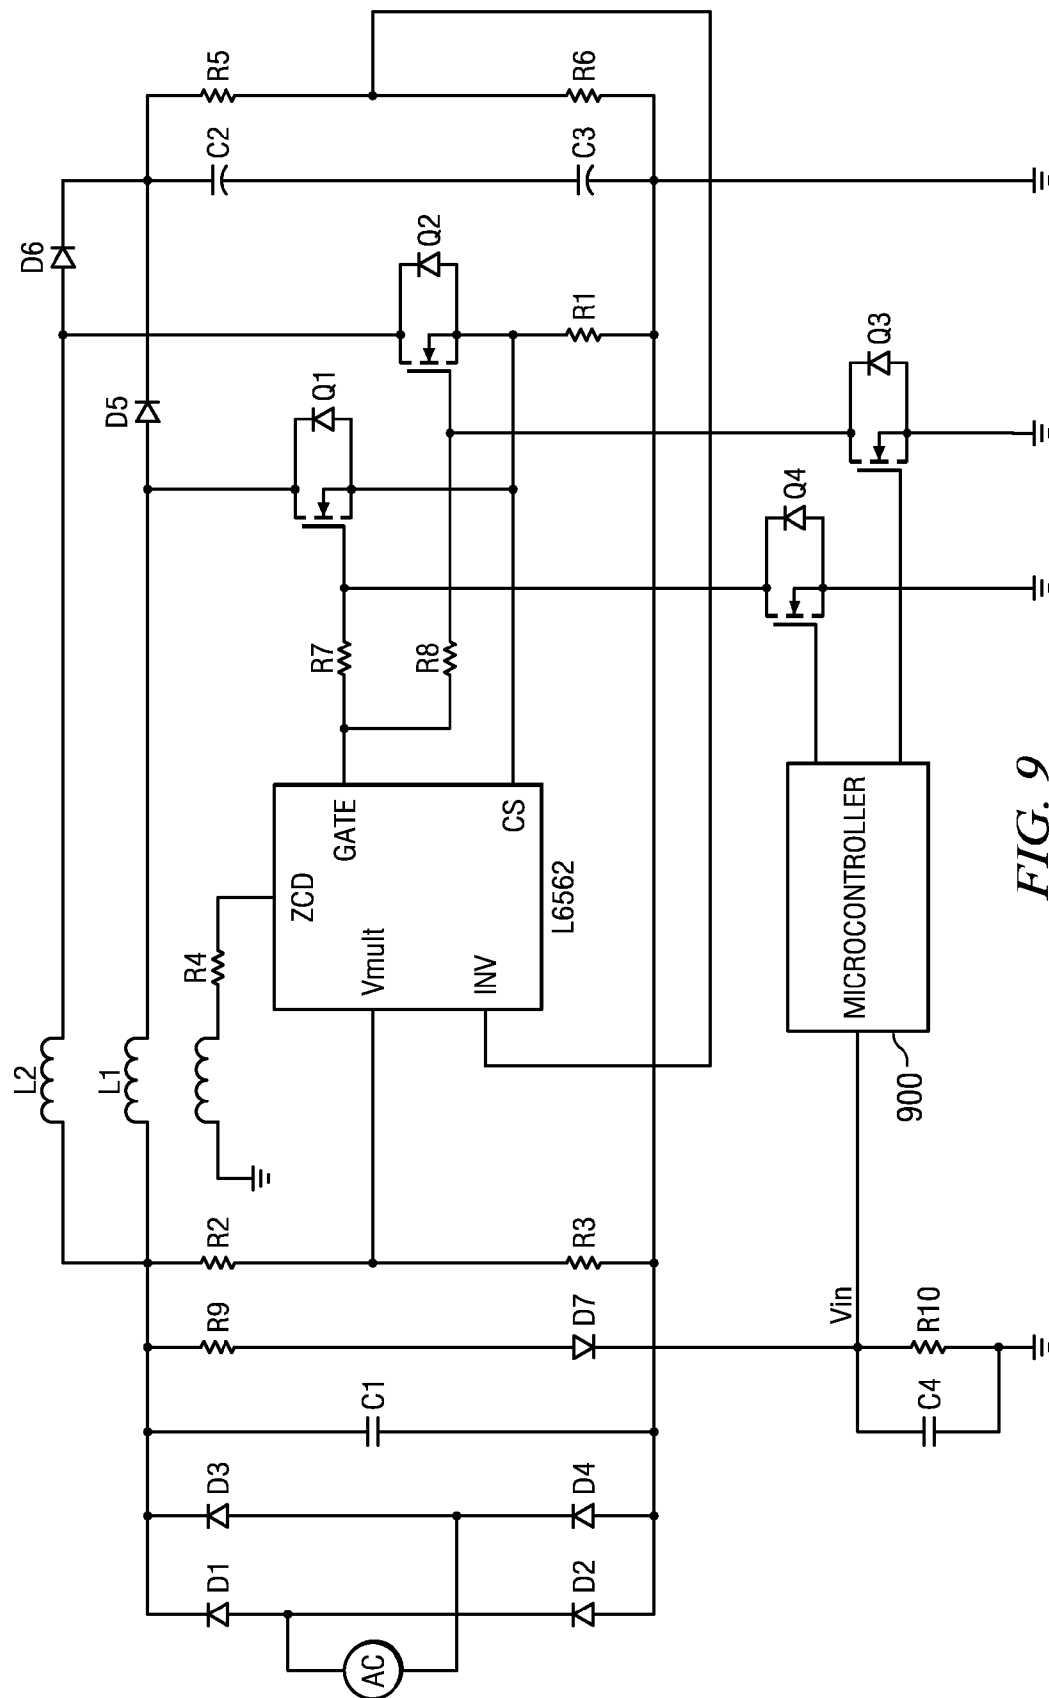 L2
D6
L1
D5
R5
C2
R6
C3
R4
Q1
Q2
R1
R9
R2
D1
D3
C1
R7
R8
ZCD
GATE
Vmult
INV
CS
L6562
AC
D2
D4
D7
R3
Q4
Q3
Vin
MICROCONTROLLER
900
C4
R10
FIG. 9